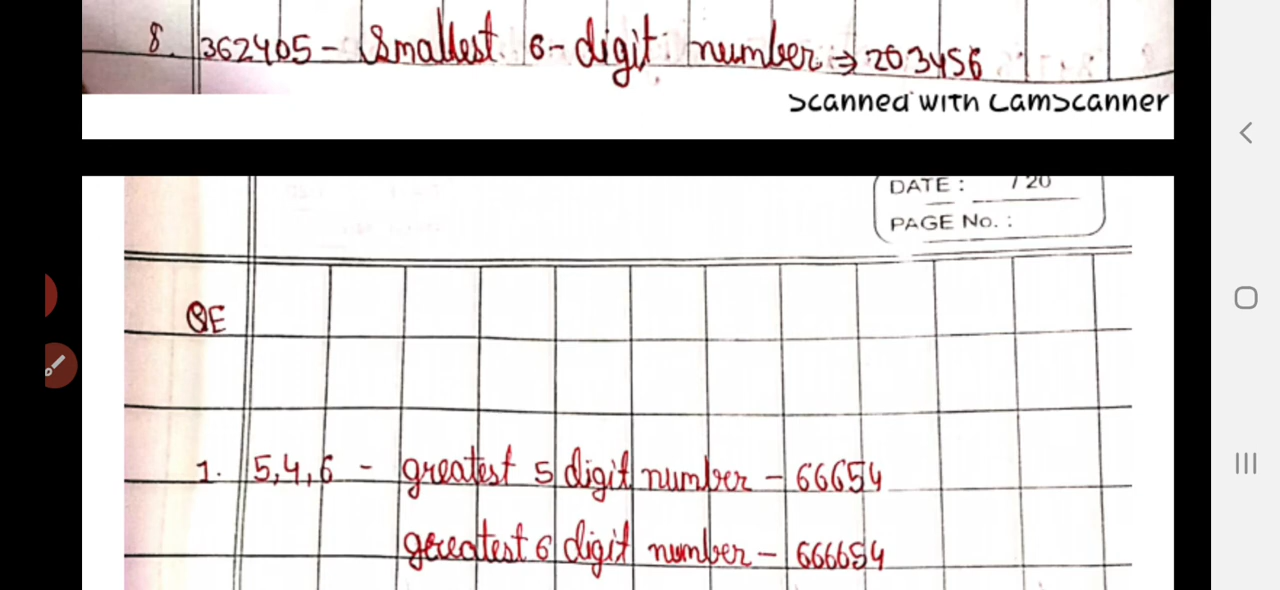 8. 362405 - Smallest 6-digit number ⇒ 203456
Scanned with CamScanner
DATE : / 20
PAGE No. :
QE
1. 5,4,6 - greatest 5 digit number - 66654
gereatest 6 digit number - 666654